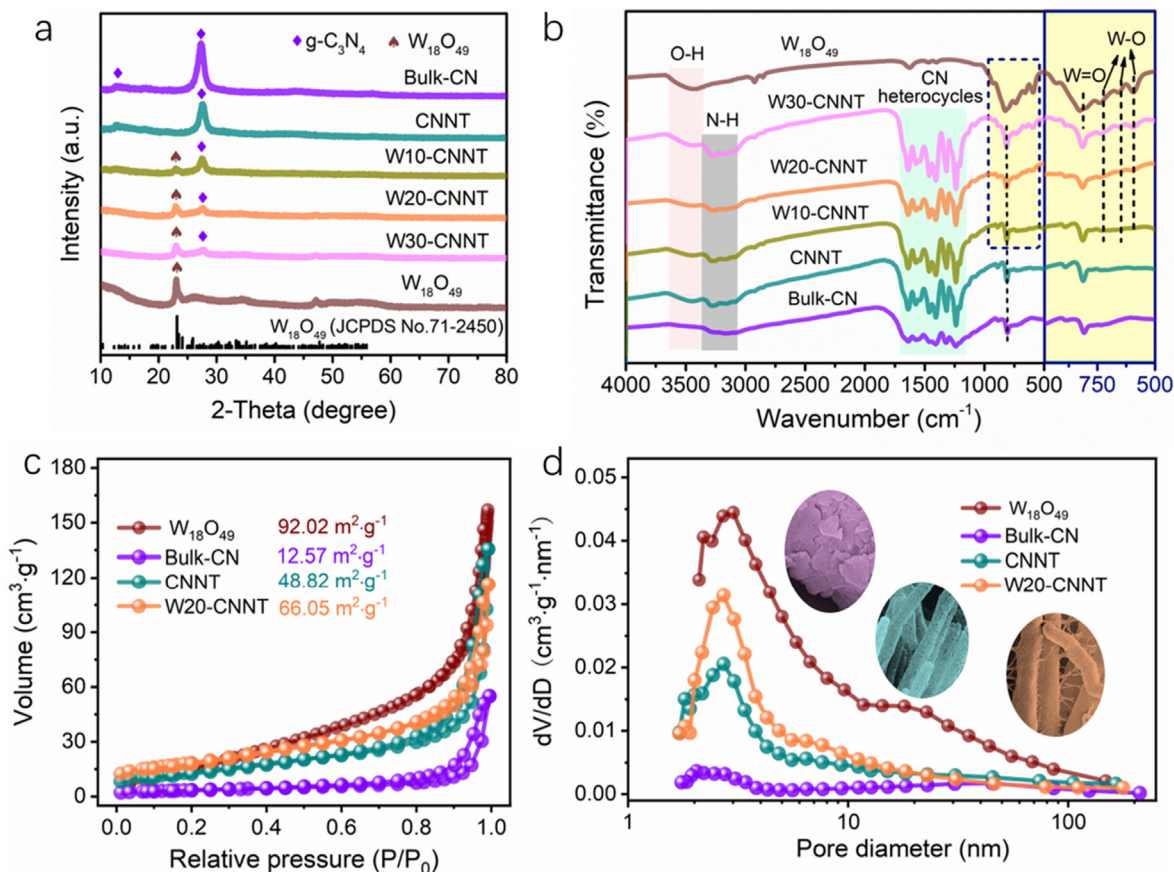 a
g-C₃N₄
W₁₈O₄₉
Bulk-CN
CNNT
W10-CNNT
W20-CNNT
W30-CNNT
W₁₈O₄₉
W₁₈O₄₉ (JCPDS No.71-2450)
Intensity (a.u.)
10 20 30 40 50 60 70 80
2-Theta (degree)
b
O-H
N-H
W₁₈O₄₉
CN
heterocycles
W=O
W-O
W30-CNNT
W20-CNNT
W10-CNNT
CNNT
Bulk-CN
Transmittance (%)
4000 3500 3000 2500 2000 1500 1000 500 750 500
Wavenumber (cm⁻¹)
c
180
150
120
90
60
30
0
Volume (cm³·g⁻¹)
W₁₈O₄₉ 92.02 m²·g⁻¹
Bulk-CN 12.57 m²·g⁻¹
CNNT 48.82 m²·g⁻¹
W20-CNNT 66.05 m²·g⁻¹
0.0 0.2 0.4 0.6 0.8 1.0
Relative pressure (P/P₀)
d
0.05
0.04
0.03
0.02
0.01
0.00
dV/dD (cm³·g⁻¹·nm⁻¹)
W₁₈O₄₉
Bulk-CN
CNNT
W20-CNNT
1 10 100
Pore diameter (nm)